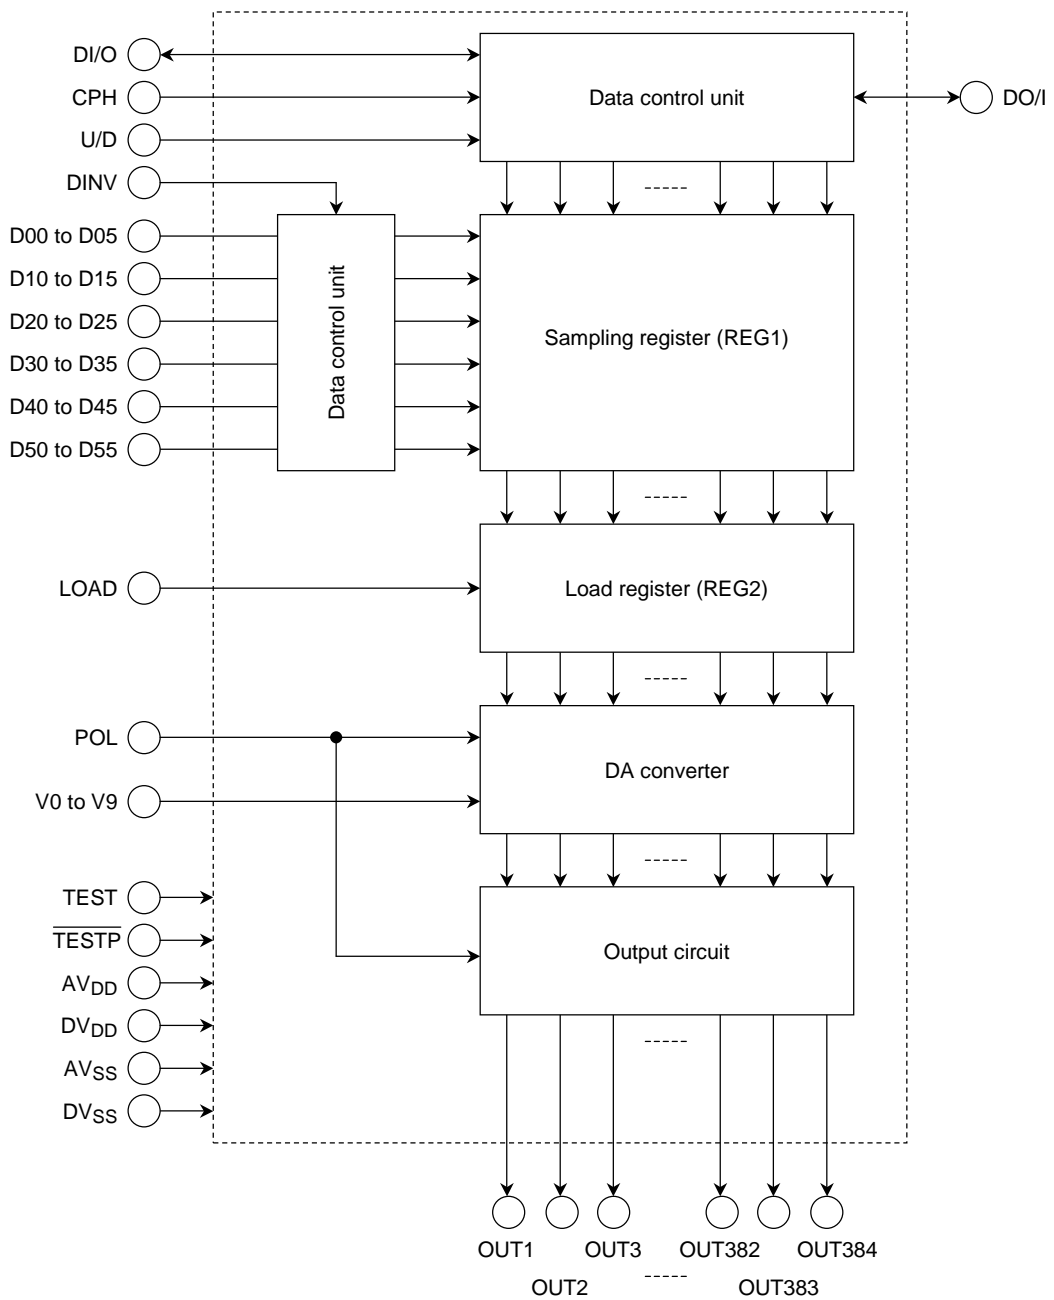 DI/O
CPH
U/D
DINV
D00 to D05
D10 to D15
D20 to D25
D30 to D35
D40 to D45
D50 to D55
LOAD
POL
V0 to V9
TEST
TESTP
AVDD
DVDD
AVSS
DVSS
Data control unit
DO/I
Data control unit
Sampling register (REG1)
Load register (REG2)
DA converter
Output circuit
OUT1
OUT3
OUT382
OUT384
OUT2
OUT383